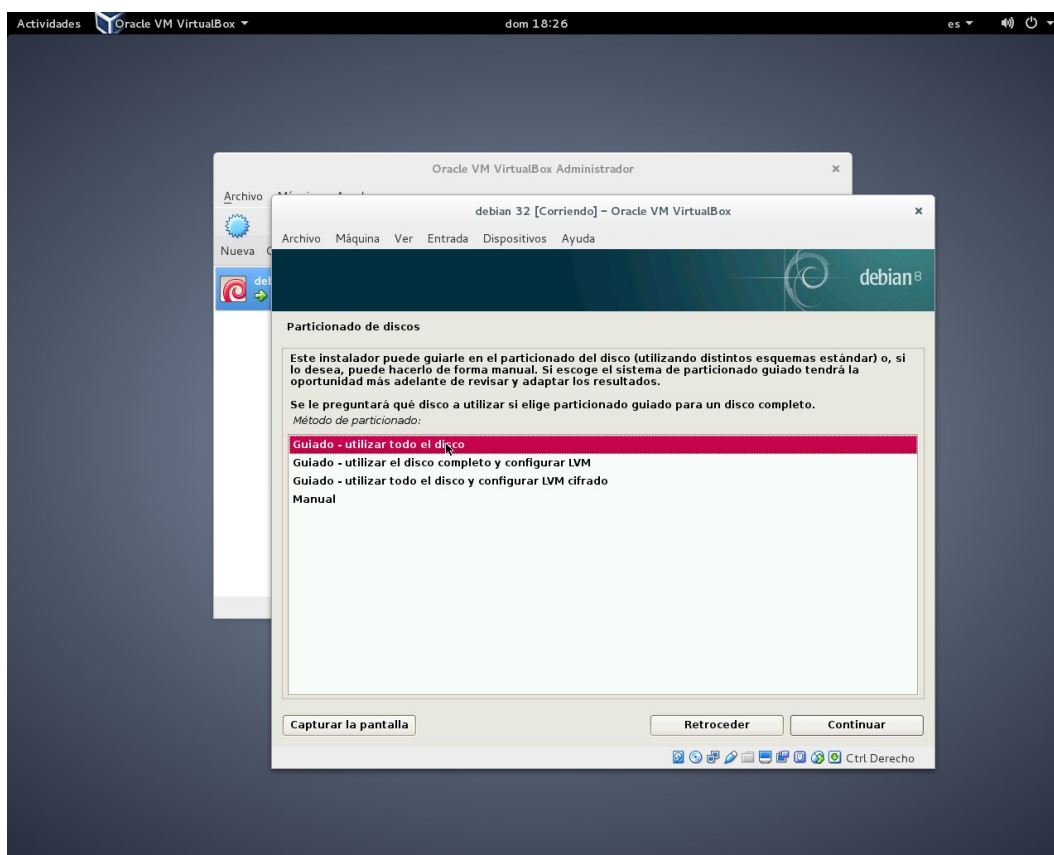 Actividades Oracle VM VirtualBox dom 18:26 es
Oracle VM VirtualBox Administrador
Archivo
Nueva
debian 32 [Corriendo] – Oracle VM VirtualBox
Archivo Máquina Ver Entrada Dispositivos Ayuda
debian 8
Particionado de discos
Este instalador puede guiarle en el particionado del disco (utilizando distintos esquemas estándar) o, si
lo desea, puede hacerlo de forma manual. Si escoge el sistema de particionado guiado tendrá la
oportunidad más adelante de revisar y adaptar los resultados.
Se le preguntará qué disco a utilizar si elige particionado guiado para un disco completo.
Método de particionado:
Guiado - utilizar todo el disco
Guiado - utilizar el disco completo y configurar LVM
Guiado - utilizar todo el disco y configurar LVM cifrado
Manual
Capturar la pantalla Retroceder Continuar
Ctrl Derecho